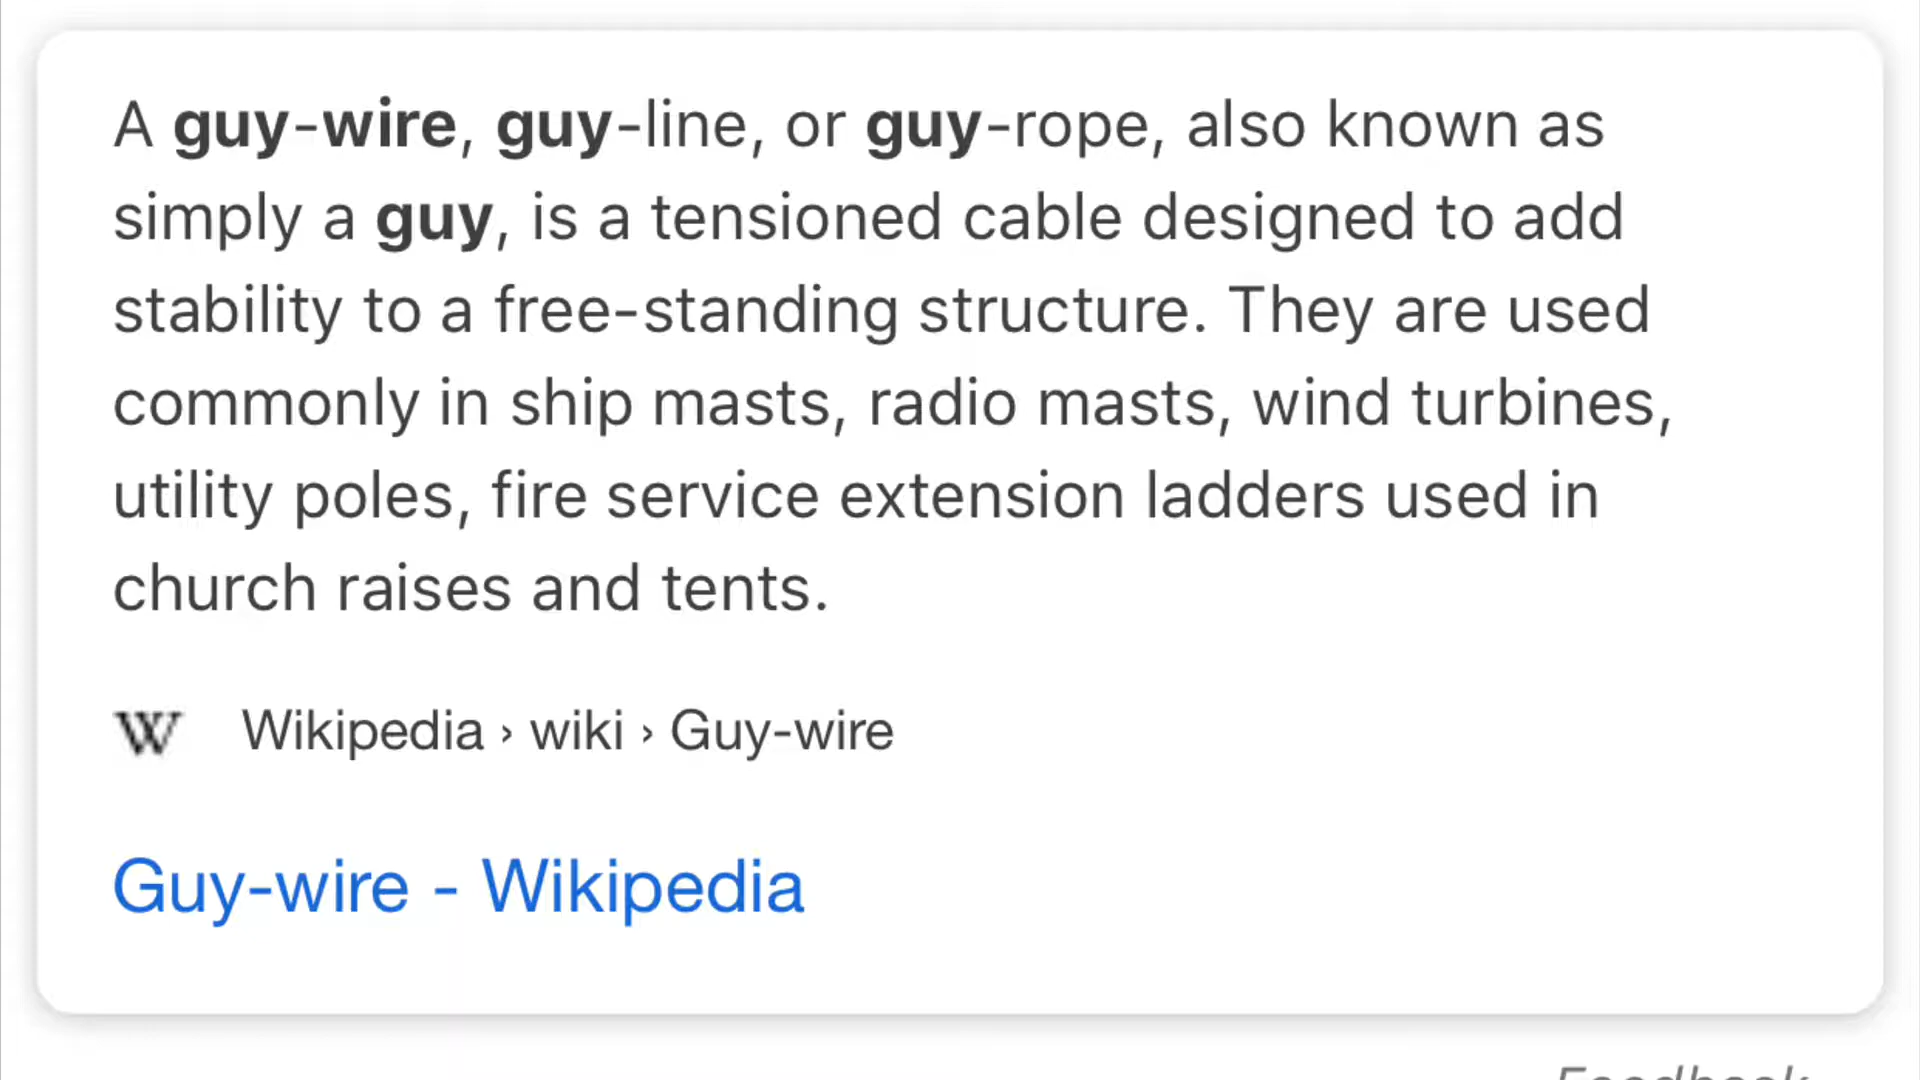 A guy-wire, guy-line, or guy-rope, also known as
simply a guy, is a tensioned cable designed to add
stability to a free-standing structure. They are used
commonly in ship masts, radio masts, wind turbines,
utility poles, fire service extension ladders used in
church raises and tents.
W Wikipedia › wiki › Guy-wire
Guy-wire - Wikipedia
Feedback